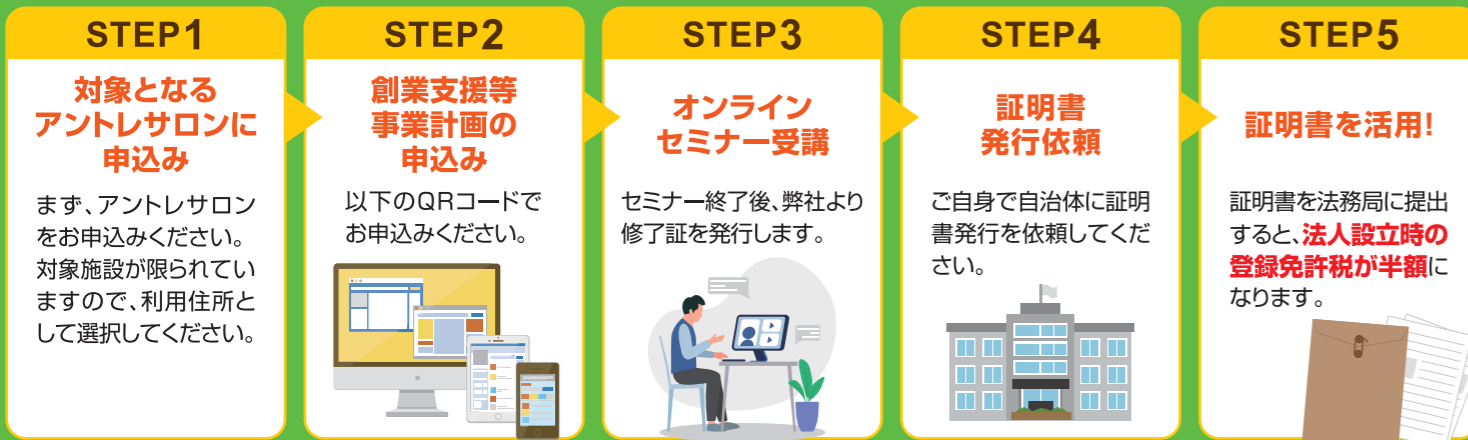 STEP1
対象となる
アントレサロンに
申込み
まず、アントレサロン
をお申込みください。
対象施設が限られてい
ますので、利用住所と
して選択してください。
STEP2
創業支援等
事業計画の
申込み
以下のQRコードで
お申込みください。
STEP3
オンライン
セミナー受講
セミナー終了後、弊社より
修了証を発行します。
STEP4
証明書
発行依頼
ご自身で自治体に証明
書発行を依頼してくだ
さい。
STEP5
証明書を活用!
証明書を法務局に提出
すると、法人設立時の
登録免許税が半額に
なります。